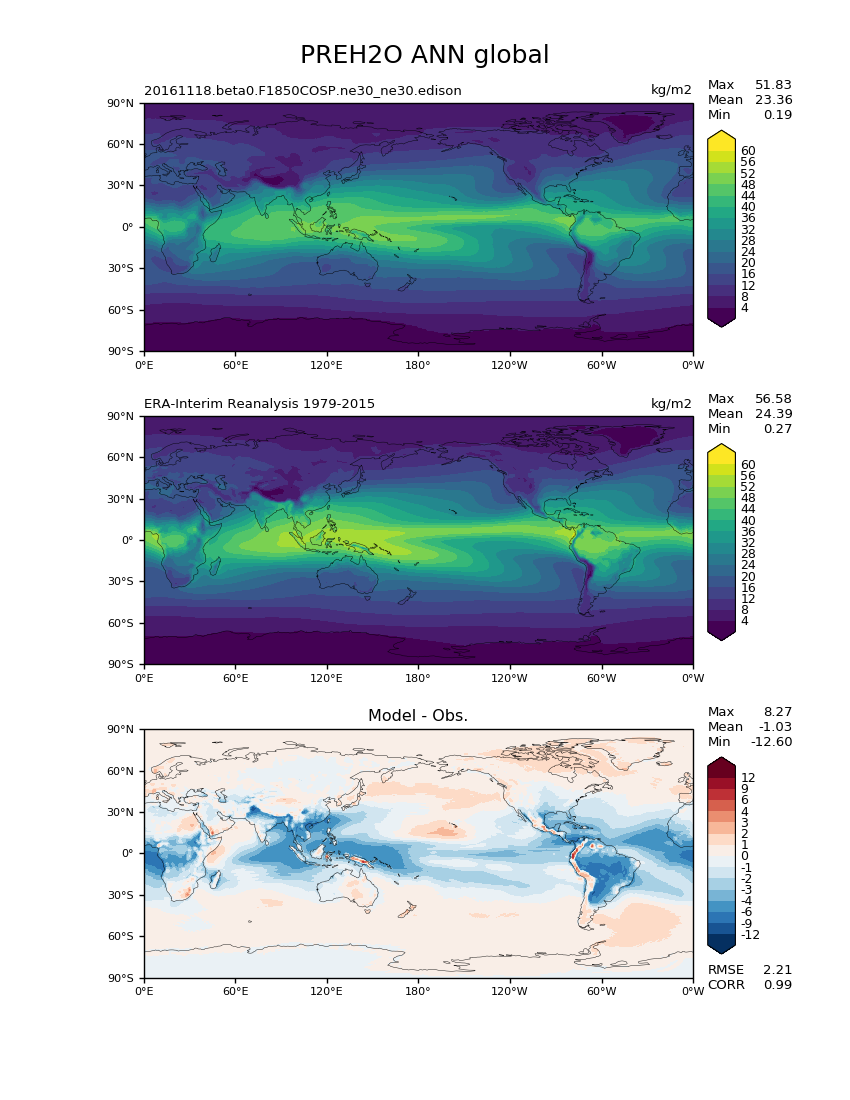 PREH2O ANN global
20161118.beta0.F1850COSP.ne30_ne30.edison kg/m2
Max 51.83
Mean 23.36
Min 0.19
90°N
60°N
30°N
0°
30°S
60°S
90°S
0°E 60°E 120°E 180° 120°W 60°W 0°W
60
56
52
48
44
40
36
32
28
24
20
16
12
8
4
ERA-Interim Reanalysis 1979-2015 kg/m2
Max 56.58
Mean 24.39
Min 0.27
90°N
60°N
30°N
0°
30°S
60°S
90°S
0°E 60°E 120°E 180° 120°W 60°W 0°W
60
56
52
48
44
40
36
32
28
24
20
16
12
8
4
Model - Obs.
Max 8.27
Mean -1.03
Min -12.60
90°N
60°N
30°N
0°
30°S
60°S
90°S
0°E 60°E 120°E 180° 120°W 60°W 0°W
12
9
6
4
3
2
1
0
-1
-2
-3
-4
-6
-9
-12
RMSE 2.21
CORR 0.99